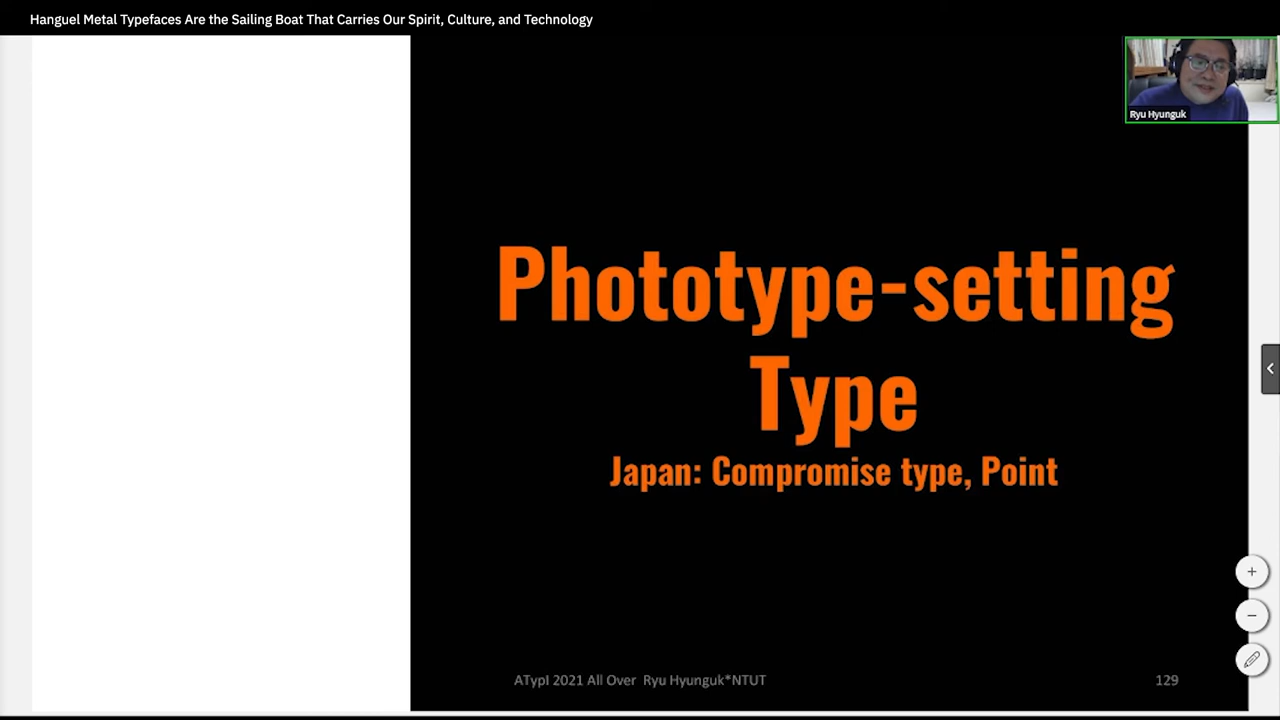 Hanguel Metal Typefaces Are the Sailing Boat That Carries Our Spirit, Culture, and Technology
Ryu Hyunguk
Phototype-setting
Type
Japan: Compromise type, Point
ATypI 2021 All Over Ryu Hyunguk*NTUT
129